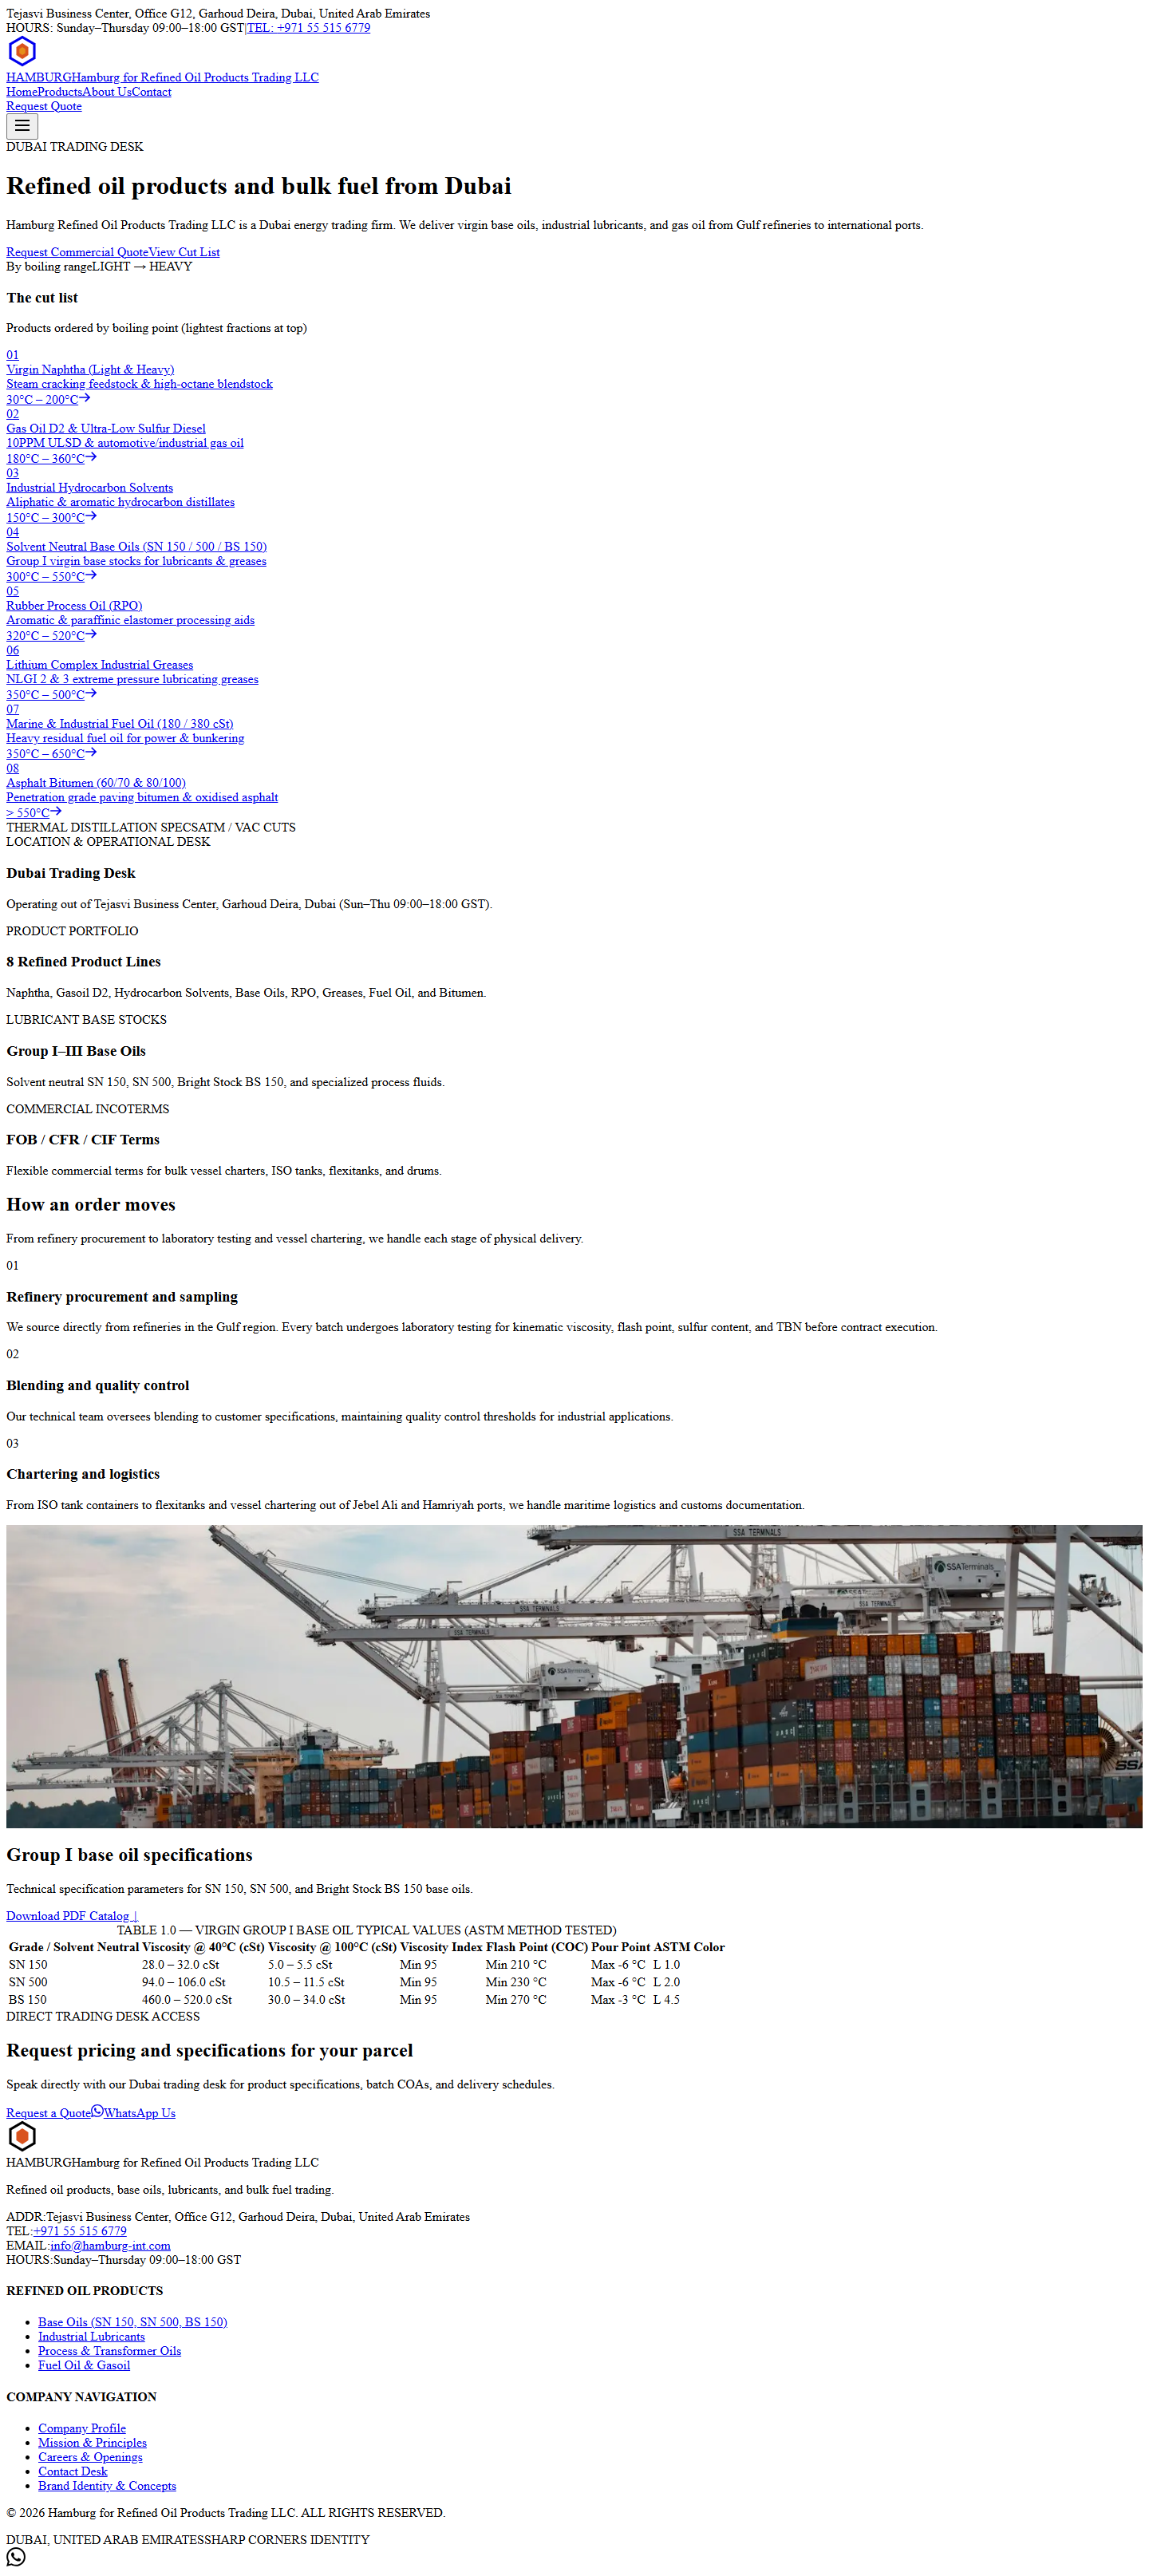 Tejasvi Business Center, Office G12, Garhoud Deira, Dubai, United Arab Emirates
HOURS: Sunday–Thursday 09:00–18:00 GST|TEL: +971 55 515 6779
HAMBURGHamburg for Refined Oil Products Trading LLC
HomeProductsAbout UsContact
Request Quote
DUBAI TRADING DESK
Refined oil products and bulk fuel from Dubai
Hamburg Refined Oil Products Trading LLC is a Dubai energy trading firm. We deliver virgin base oils, industrial lubricants, and gas oil from Gulf refineries to international ports.
Request Commercial QuoteView Cut List
By boiling rangeLIGHT → HEAVY
The cut list
Products ordered by boiling point (lightest fractions at top)
01
Virgin Naphtha (Light & Heavy)
Steam cracking feedstock & high-octane blendstock
30°C – 200°C→
02
Gas Oil D2 & Ultra-Low Sulfur Diesel
10PPM ULSD & automotive/industrial gas oil
180°C – 360°C→
03
Industrial Hydrocarbon Solvents
Aliphatic & aromatic hydrocarbon distillates
150°C – 300°C→
04
Solvent Neutral Base Oils (SN 150 / 500 / BS 150)
Group I virgin base stocks for lubricants & greases
300°C – 550°C→
05
Rubber Process Oil (RPO)
Aromatic & paraffinic elastomer processing aids
320°C – 520°C→
06
Lithium Complex Industrial Greases
NLGI 2 & 3 extreme pressure lubricating greases
350°C – 500°C→
07
Marine & Industrial Fuel Oil (180 / 380 cSt)
Heavy residual fuel oil for power & bunkering
350°C – 650°C→
08
Asphalt Bitumen (60/70 & 80/100)
Penetration grade paving bitumen & oxidised asphalt
> 550°C→
THERMAL DISTILLATION SPECSATM / VAC CUTS
LOCATION & OPERATIONAL DESK
Dubai Trading Desk
Operating out of Tejasvi Business Center, Garhoud Deira, Dubai (Sun–Thu 09:00–18:00 GST).
PRODUCT PORTFOLIO
8 Refined Product Lines
Naphtha, Gasoil D2, Hydrocarbon Solvents, Base Oils, RPO, Greases, Fuel Oil, and Bitumen.
LUBRICANT BASE STOCKS
Group I–III Base Oils
Solvent neutral SN 150, SN 500, Bright Stock BS 150, and specialized process fluids.
COMMERCIAL INCOTERMS
FOB / CFR / CIF Terms
Flexible commercial terms for bulk vessel charters, ISO tanks, flexitanks, and drums.
How an order moves
From refinery procurement to laboratory testing and vessel chartering, we handle each stage of physical delivery.
01
Refinery procurement and sampling
We source directly from refineries in the Gulf region. Every batch undergoes laboratory testing for kinematic viscosity, flash point, sulfur content, and TBN before contract execution.
02
Blending and quality control
Our technical team oversees blending to customer specifications, maintaining quality control thresholds for industrial applications.
03
Chartering and logistics
From ISO tank containers to flexitanks and vessel chartering out of Jebel Ali and Hamriyah ports, we handle maritime logistics and customs documentation.
SSA TERMINALS
SSATerminals
SSA TERMINALS
SSA TERMINALS
SSA TERMINALS
SSATerminals
SSA
Group I base oil specifications
Technical specification parameters for SN 150, SN 500, and Bright Stock BS 150 base oils.
Download PDF Catalog ↓
TABLE 1.0 — VIRGIN GROUP I BASE OIL TYPICAL VALUES (ASTM METHOD TESTED)
Grade / Solvent Neutral Viscosity @ 40°C (cSt) Viscosity @ 100°C (cSt) Viscosity Index Flash Point (COC) Pour Point ASTM Color
SN 150 28.0 – 32.0 cSt 5.0 – 5.5 cSt Min 95 Min 210 °C Max -6 °C L 1.0
SN 500 94.0 – 106.0 cSt 10.5 – 11.5 cSt Min 95 Min 230 °C Max -6 °C L 2.0
BS 150 460.0 – 520.0 cSt 30.0 – 34.0 cSt Min 95 Min 270 °C Max -3 °C L 4.5
DIRECT TRADING DESK ACCESS
Request pricing and specifications for your parcel
Speak directly with our Dubai trading desk for product specifications, batch COAs, and delivery schedules.
Request a QuoteWhatsApp Us
HAMBURGHamburg for Refined Oil Products Trading LLC
Refined oil products, base oils, lubricants, and bulk fuel trading.
ADDR:Tejasvi Business Center, Office G12, Garhoud Deira, Dubai, United Arab Emirates
TEL:+971 55 515 6779
EMAIL:info@hamburg-int.com
HOURS:Sunday–Thursday 09:00–18:00 GST
REFINED OIL PRODUCTS
Base Oils (SN 150, SN 500, BS 150)
Industrial Lubricants
Process & Transformer Oils
Fuel Oil & Gasoil
COMPANY NAVIGATION
Company Profile
Mission & Principles
Careers & Openings
Contact Desk
Brand Identity & Concepts
© 2026 Hamburg for Refined Oil Products Trading LLC. ALL RIGHTS RESERVED.
DUBAI, UNITED ARAB EMIRATESSHARP CORNERS IDENTITY